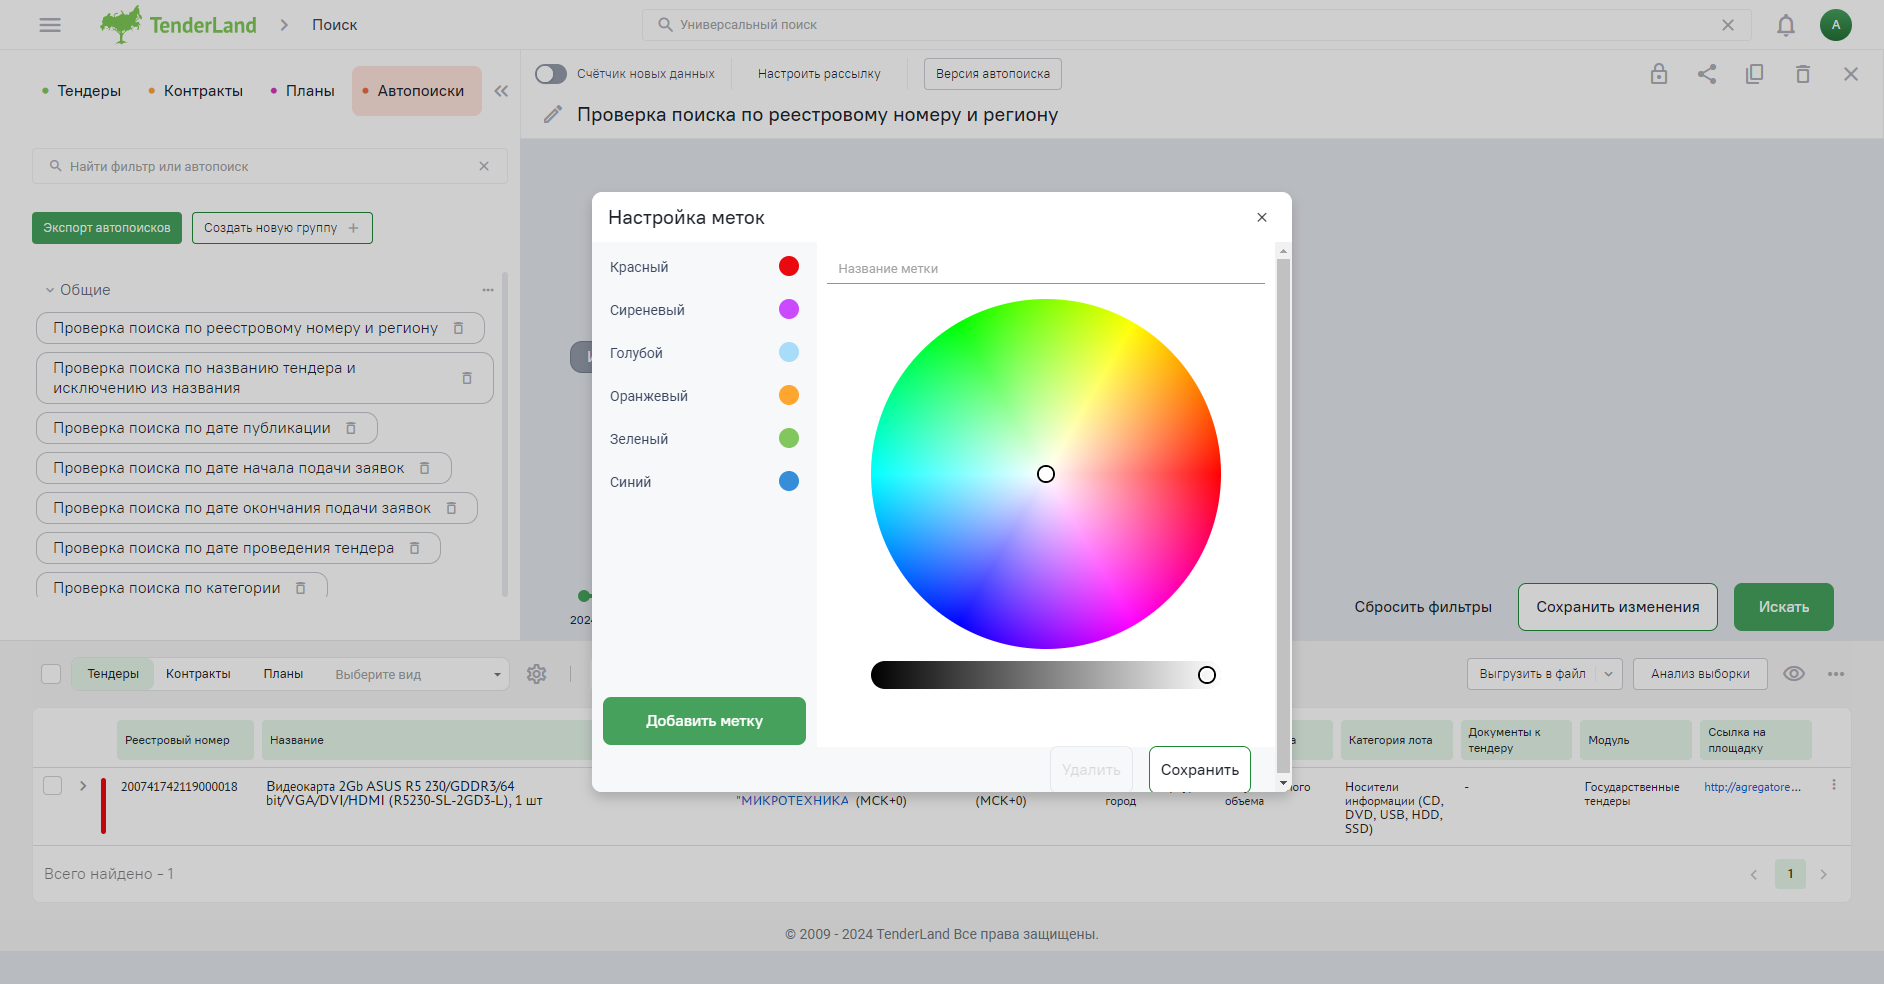 TenderLand
Поиск
Универсальный поиск
A
Тендеры
Контракты
Планы
Автопоиски
Счётчик новых данных
Настроить рассылку
Версия автопоиска
Проверка поиска по реестровому номеру и региону
Найти фильтр или автопоиск
Экспорт автопоисков
Создать новую группу
Общие
Проверка поиска по реестровому номеру и региону
Проверка поиска по названию тендера и
исключению из названия
Проверка поиска по дате публикации
Проверка поиска по дате начала подачи заявок
Проверка поиска по дате окончания подачи заявок
Проверка поиска по дате проведения тендера
Проверка поиска по категории
Настройка меток
Красный
Сиреневый
Голубой
Оранжевый
Зеленый
Синий
Добавить метку
Название метки
Удалить
Сохранить
Сбросить фильтры
Сохранить изменения
Искать
Тендеры
Контракты
Планы
Выберите вид
Выгрузить в файл
Анализ выборки
Реестровый номер
Название
Категория лота
Документы к
тендеру
Модуль
Ссылка на
площадку
200741742119000018
Видеокарта 2Gb ASUS R5 230/GDDR3/64
bit/VGA/DVI/HDMI (R5230-SL-2GD3-L), 1 шт
"МИКРОТЕХНИКА
(МСК+0)
(МСК+0)
город
объема
Носители
информации (CD,
DVD, USB, HDD,
SSD)
-
Государственные
тендеры
http://agregatore...
Всего найдено - 1
1
© 2009 - 2024 TenderLand Все права защищены.